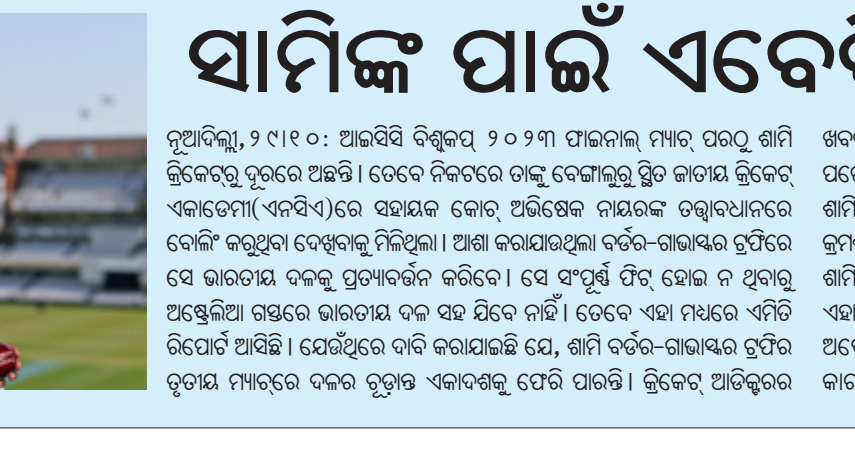 ସାମିଙ୍କ ପାଇଁ
ନୂଆଦିଲ୍ଲୀ,୨୯।୧୦: ଆଇସିସି ବିଶ୍ୱକପ୍ ୨୦୨୩ ଫାଇନାଲ୍ ମ୍ୟାଚ୍ ପରଠୁ ଶାମି
କ୍ରିକେଟ୍‌ରୁ ଦୂରରେ ଅଛନ୍ତି। ତେବେ ନିକଟରେ ତାଙ୍କୁ ବେଙ୍ଗାଲୁରୁ ସ୍ଥିତ ଜାତୀୟ କ୍ରିକେଟ୍
ଏକାଡେମୀ(ଏନସିଏ)ରେ ସହାୟକ କୋଚ୍ ଅଭିଷେକ ନାୟରଙ୍କ ତତ୍ତ୍ୱାବଧାନରେ
ବୋଲିଂ କରୁଥିବା ଦେଖିବାକୁ ମିଳିଥିଲା। ଆଶା କରାଯାଉଥିଲା ବର୍ଡର-ଗାଭାସ୍କର ଟ୍ରଫିରେ
ସେ ଭାରତୀୟ ଦଳକୁ ପ୍ରତ୍ୟାବର୍ତ୍ତନ କରିବେ। ସେ ସଂପୂର୍ଣ୍ଣ ଫିଟ୍ ହୋଇ ନ ଥିବାରୁ
ଅଷ୍ଟ୍ରେଲିଆ ଗସ୍ତରେ ଭାରତୀୟ ଦଳ ସହ ଯିବେ ନାହିଁ। ତେବେ ଏହା ମଧ୍ୟରେ ଏମିତି
ରିପୋର୍ଟ ଆସିଛି। ଯେଉଁଥିରେ ଦାବି କରାଯାଇଛି ଯେ, ଶାମି ବର୍ଡର-ଗାଭାସ୍କର ଟ୍ରଫିର
ତୃତୀୟ ମ୍ୟାଚ୍‌ରେ ଦଳର ଚୂଡ଼ାନ୍ତ ଏକାଦଶକୁ ଫେରି ପାରନ୍ତି। କ୍ରିକେଟ୍ ଆଡିକ୍ଟରର